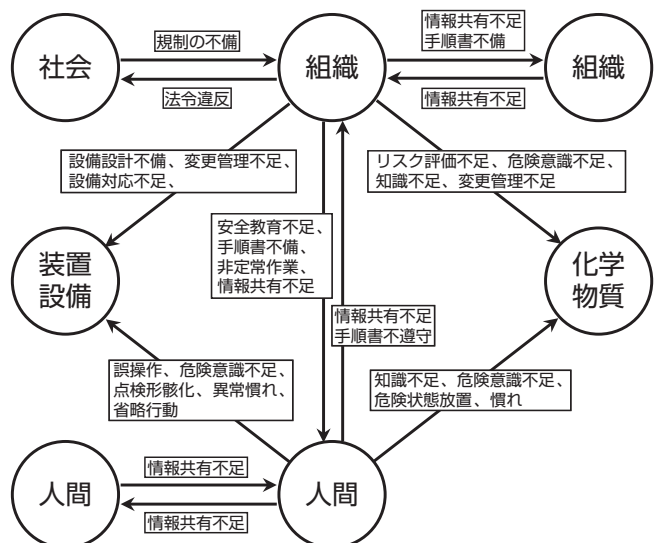 社会
規制の不備
法令違反
組織
情報共有不足
手順書不備
情報共有不足
組織
設備設計不備、変更管理不足、
設備対応不足、
リスク評価不足、危険意識不足、
知識不足、変更管理不足
安全教育不足、
手順書不備、
非定常作業、
情報共有不足
装置
設備
化学
物質
情報共有不足
手順書不遵守
誤操作、危険意識不足、
点検形骸化、異常慣れ、
省略行動
知識不足、危険意識不足、
危険状態放置、慣れ
人間
情報共有不足
情報共有不足
人間